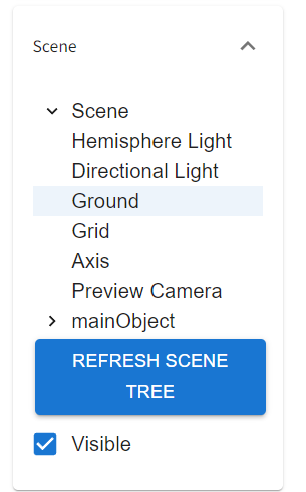 Scene
Scene
Hemisphere Light
Directional Light
Ground
Grid
Axis
Preview Camera
mainObject
REFRESH SCENE
TREE
Visible